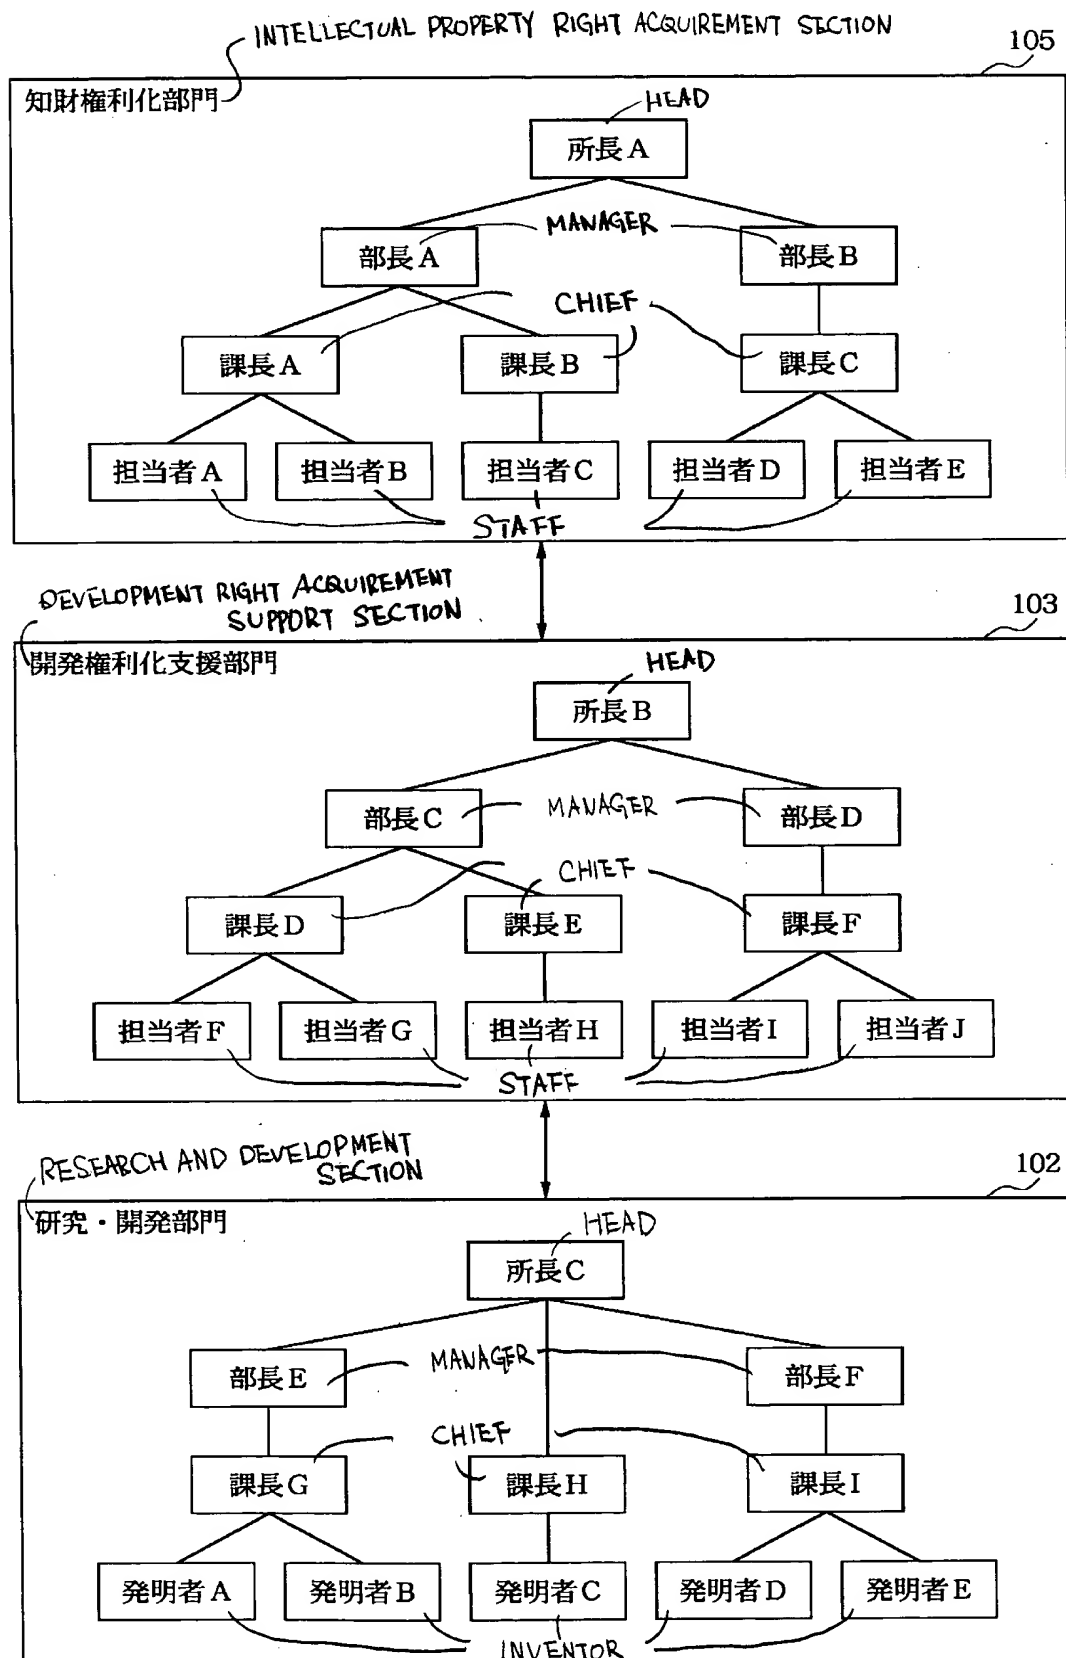 INTELLECTUAL PROPERTY RIGHT ACQUIREMENT SECTION
105
知財権利化部門
HEAD
所長A
MANAGER
部長A
部長B
CHIEF
課長A
課長B
課長C
担当者A
担当者B
担当者C
担当者D
担当者E
STAFF
DEVELOPMENT RIGHT ACQUIREMENT
SUPPORT SECTION
103
開発権利化支援部門
HEAD
所長B
MANAGER
部長C
部長D
CHIEF
課長D
課長E
課長F
担当者F
担当者G
担当者H
担当者I
担当者J
STAFF
RESEARCH AND DEVELOPMENT
SECTION
102
研究・開発部門
HEAD
所長C
MANAGER
部長E
部長F
CHIEF
課長G
課長H
課長I
発明者A
発明者B
発明者C
発明者D
発明者E
INVENTOR